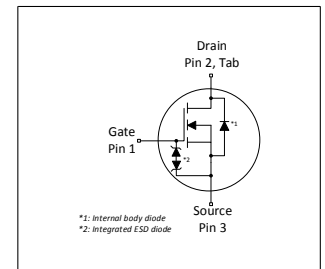 Drain
Pin 2, Tab
*1
Gate
Pin 1
*2
Source
Pin 3
*1: Internal body diode
*2: Integrated ESD diode